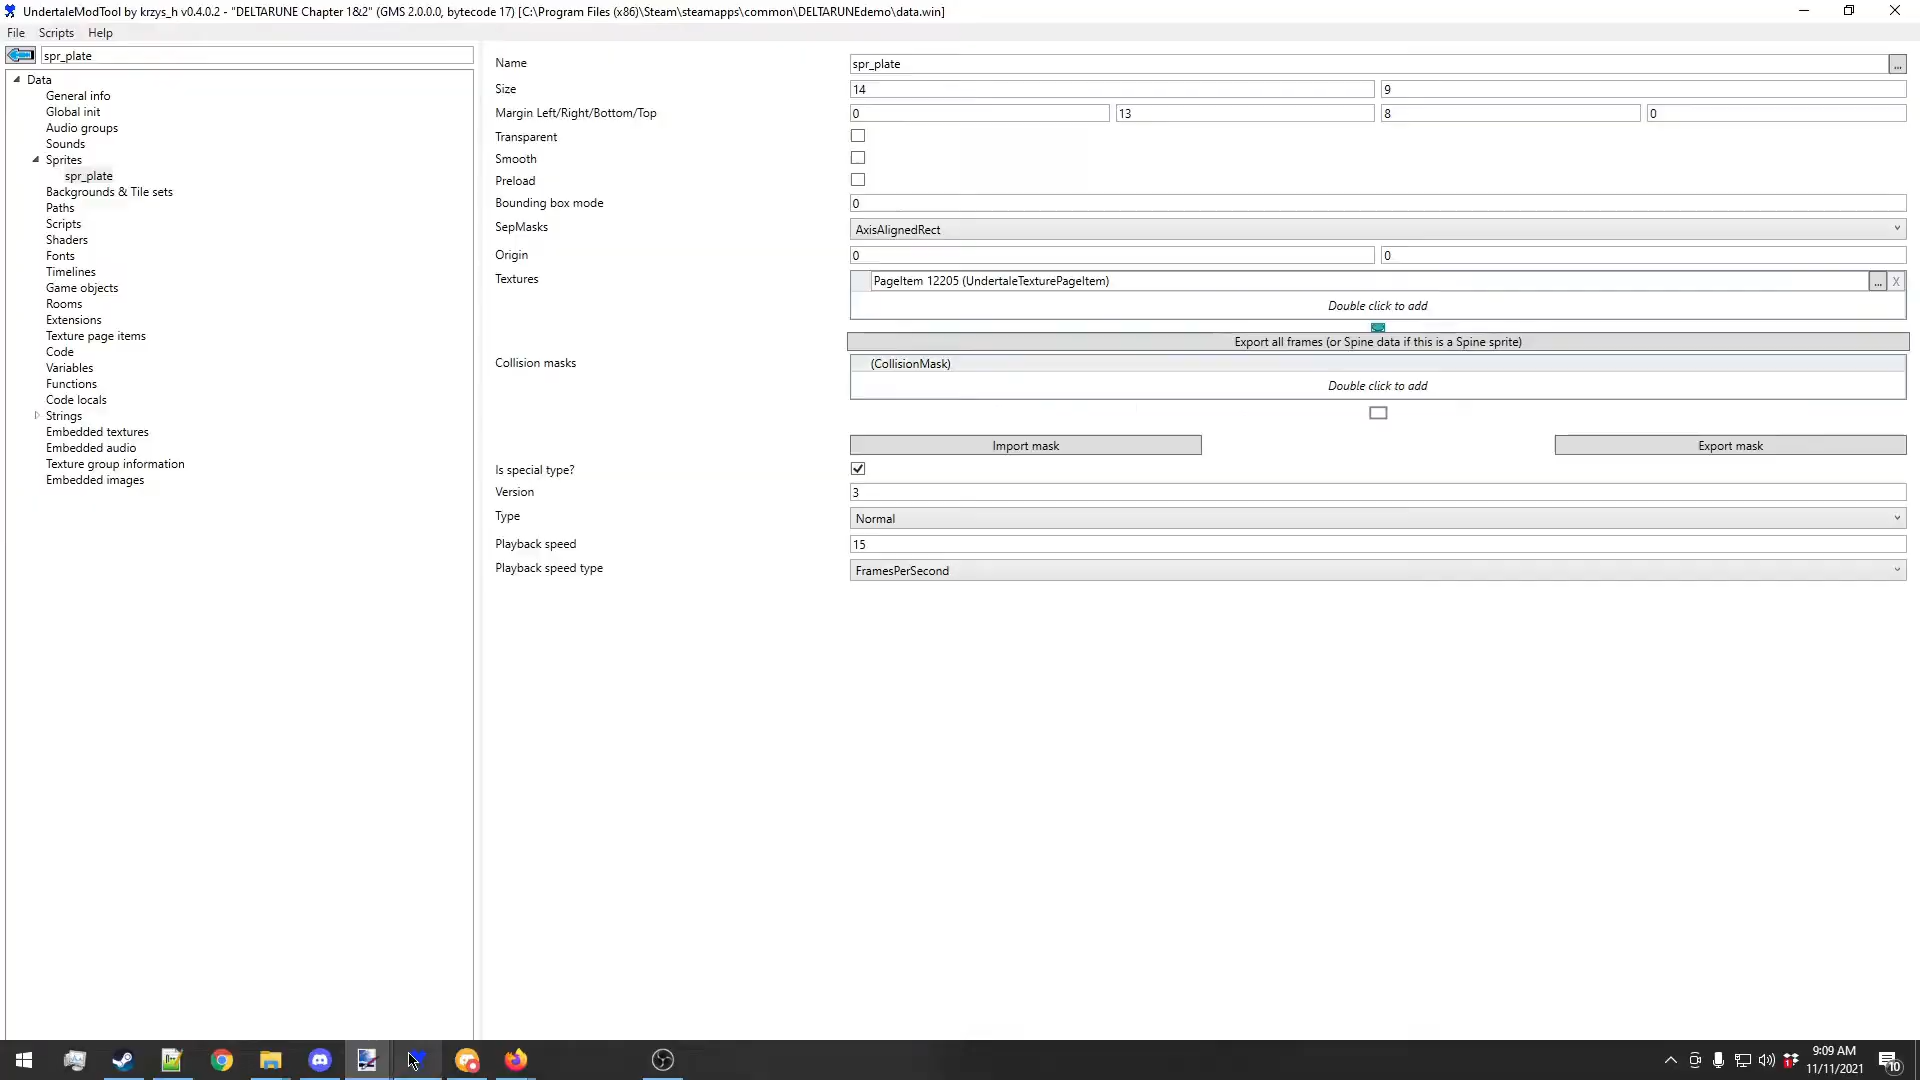 UndertaleModTool by krzys_h v0.4.0.2 - "DELTARUNE Chapter 1&2" (GMS 2.0.0.0, bytecode 17) [C:\Program Files (x86)\Steam\steamapps\common\DELTARUNEdemo\data.win]
File Scripts Help
spr_plate
Data
General info
Global init
Audio groups
Sounds
Sprites
spr_plate
Backgrounds & Tile sets
Paths
Scripts
Shaders
Fonts
Timelines
Game objects
Rooms
Extensions
Texture page items
Code
Variables
Functions
Code locals
Strings
Embedded textures
Embedded audio
Texture group information
Embedded images
Name spr_plate ...
Size 14 9
Margin Left/Right/Bottom/Top 0 13 8 0
Transparent
Smooth
Preload
Bounding box mode 0
SepMasks AxisAlignedRect
Origin 0 0
Textures PageItem 12205 (UndertaleTexturePageItem) ... X
Double click to add
Export all frames (or Spine data if this is a Spine sprite)
Collision masks (CollisionMask)
Double click to add
Import mask Export mask
Is special type?
Version 3
Type Normal
Playback speed 15
Playback speed type FramesPerSecond
9:09 AM
11/11/2021
10